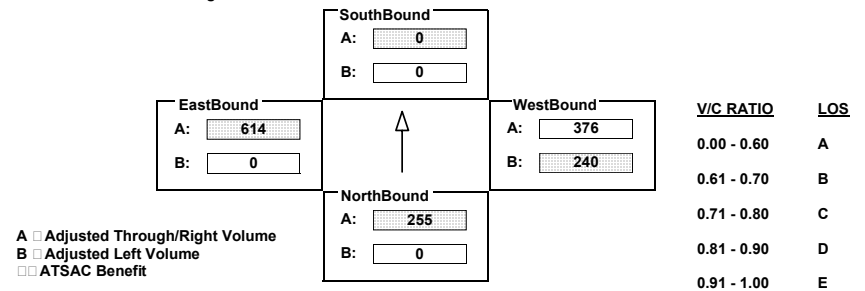 SouthBound
A: 0
B: 0
EastBound
A: 614
B: 0
WestBound
A: 376
B: 240
NorthBound
A: 255
B: 0
A □ Adjusted Through/Right Volume
B □ Adjusted Left Volume
□□ ATSAC Benefit
V/C RATIO LOS
0.00 - 0.60 A
0.61 - 0.70 B
0.71 - 0.80 C
0.81 - 0.90 D
0.91 - 1.00 E